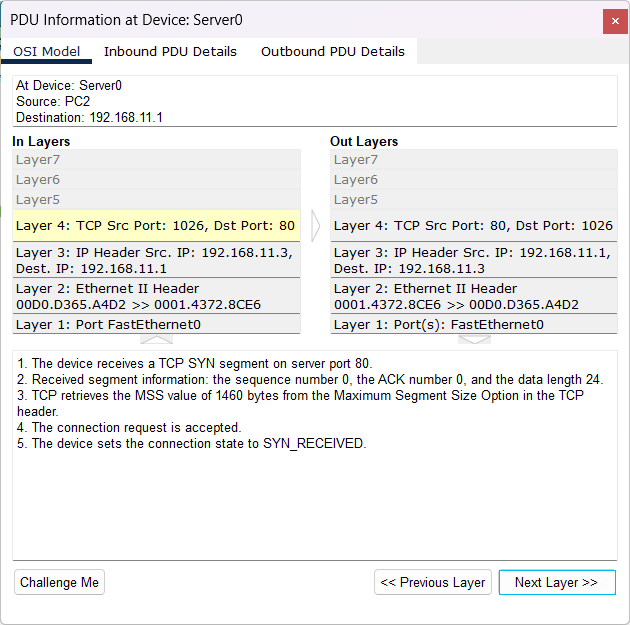 PDU Information at Device: Server0
OSI Model
Inbound PDU Details
Outbound PDU Details
At Device: Server0
Source: PC2
Destination: 192.168.11.1
In Layers
Layer7
Layer6
Layer5
Layer 4: TCP Src Port: 1026, Dst Port: 80
Layer 3: IP Header Src. IP: 192.168.11.3,
Dest. IP: 192.168.11.1
Layer 2: Ethernet II Header
00D0.D365.A4D2 >> 0001.4372.8CE6
Layer 1: Port FastEthernet0
Out Layers
Layer7
Layer6
Layer5
Layer 4: TCP Src Port: 80, Dst Port: 1026
Layer 3: IP Header Src. IP: 192.168.11.1,
Dest. IP: 192.168.11.3
Layer 2: Ethernet II Header
0001.4372.8CE6 >> 00D0.D365.A4D2
Layer 1: Port(s): FastEthernet0
1. The device receives a TCP SYN segment on server port 80.
2. Received segment information: the sequence number 0, the ACK number 0, and the data length 24.
3. TCP retrieves the MSS value of 1460 bytes from the Maximum Segment Size Option in the TCP
header.
4. The connection request is accepted.
5. The device sets the connection state to SYN_RECEIVED.
Challenge Me
<< Previous Layer
Next Layer >>